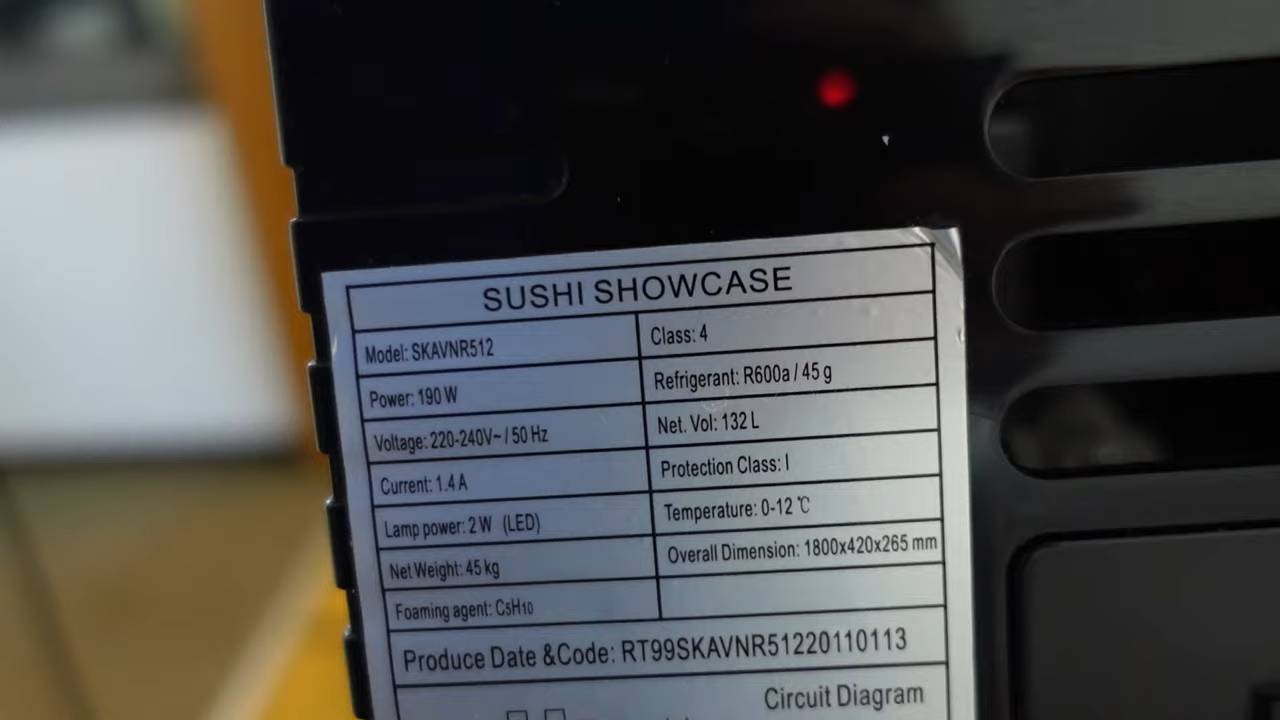 SUSHI SHOWCASE
Model: SKAVNR512
Class: 4
Power: 190 W
Refrigerant: R600a / 45 g
Voltage: 220-240V~ / 50 Hz
Net. Vol: 132 L
Current: 1.4 A
Protection Class: I
Lamp power: 2 W (LED)
Temperature: 0-12 ℃
Net Weight: 45 kg
Overall Dimension: 1800x420x265 mm
Foaming agent: C5H10
Produce Date &Code: RT99SKAVNR51220110113
Circuit Diagram